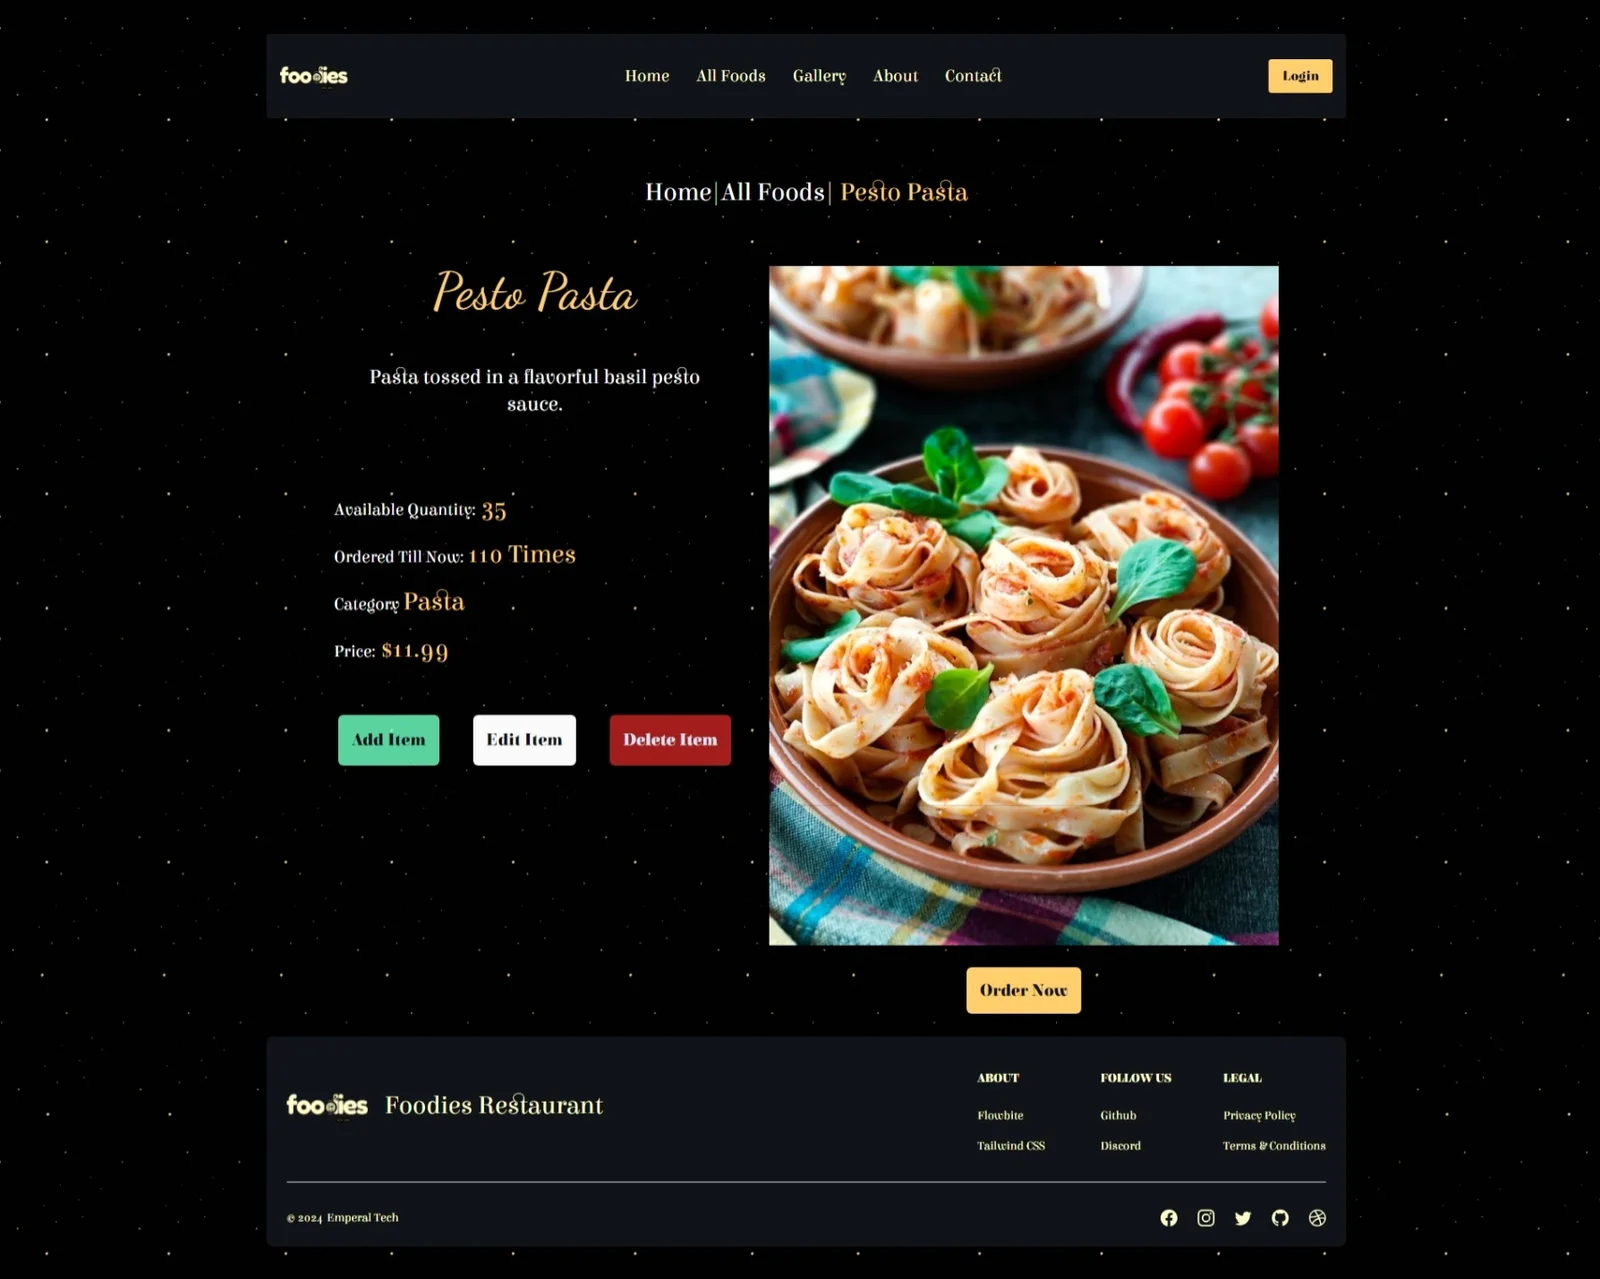 foodies
Home All Foods Gallery About Contact
Login
Home|All Foods| Pesto Pasta
Pesto Pasta
Pasta tossed in a flavorful basil pesto
sauce.
Available Quantity: 35
Ordered Till Now: 110 Times
Category Pasta
Price: $11.99
Add Item Edit Item Delete Item
Order Now
foodies Foodies Restaurant
ABOUT FOLLOW US LEGAL
Flowbite Github Privacy Policy
Tailwind CSS Discord Terms & Conditions
© 2024 Emperal Tech